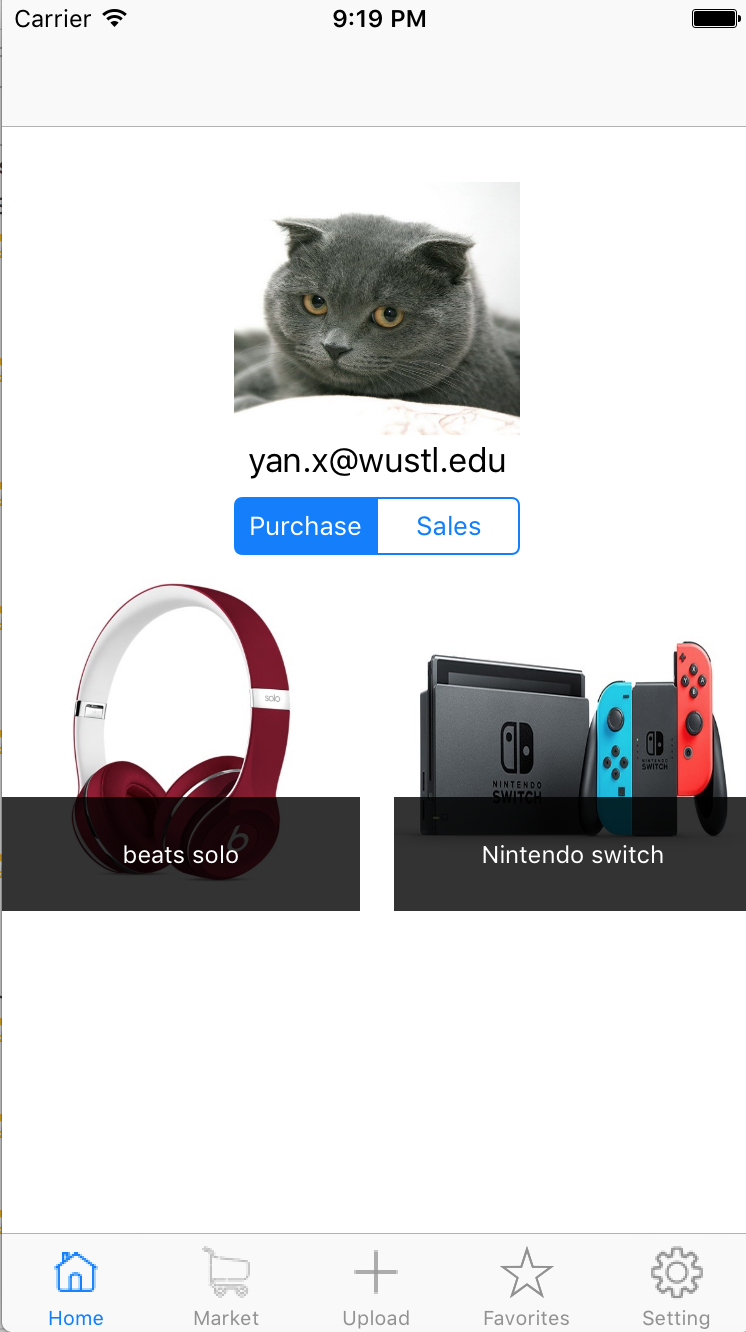 Carrier 9:19 PM
yan.x@wustl.edu
Purchase Sales
solo
NINTENDO
SWITCH
NINTENDO
SWITCH
beats solo
Nintendo switch
Home Market Upload Favorites Setting